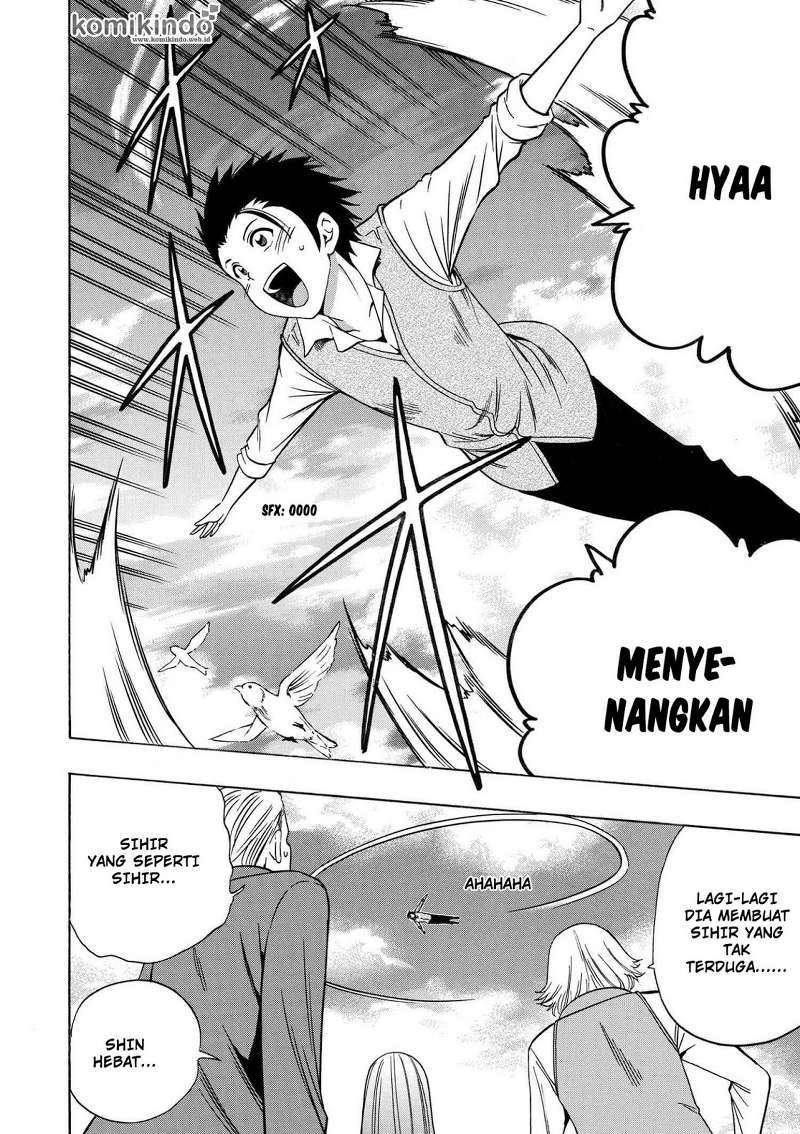 komikindo
www.komikindo.web.id
HYAA
SFX: OOOO
MENYE-
NANGKAN
LAGI-LAGI
DIA MEMBUAT
SIHIR YANG
TAK
TERDUGA......
AHAHAHA
SIHIR
YANG SEPERTI
SIHIR...
SHIN
HEBAT...